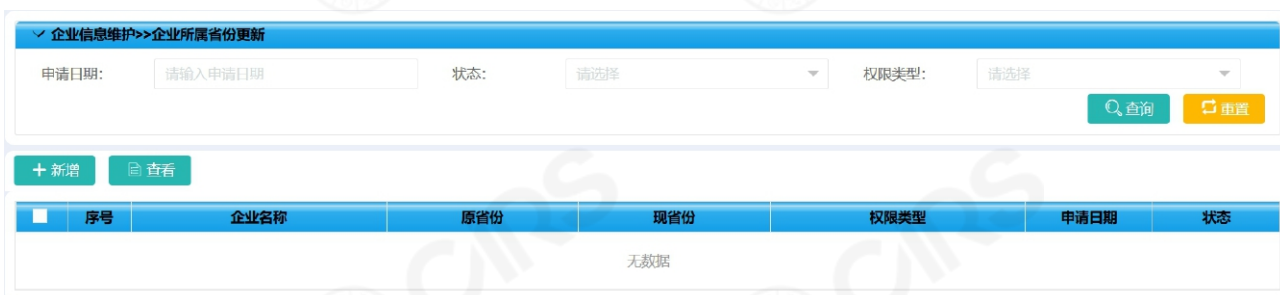 企业信息维护>>企业所属省份更新
申请日期: 请输入申请日期 状态: 请选择 权限类型: 请选择
查询 重置
新增 查看
序号 企业名称 原省份 现省份 权限类型 申请日期 状态
无数据
CIRS CIRS